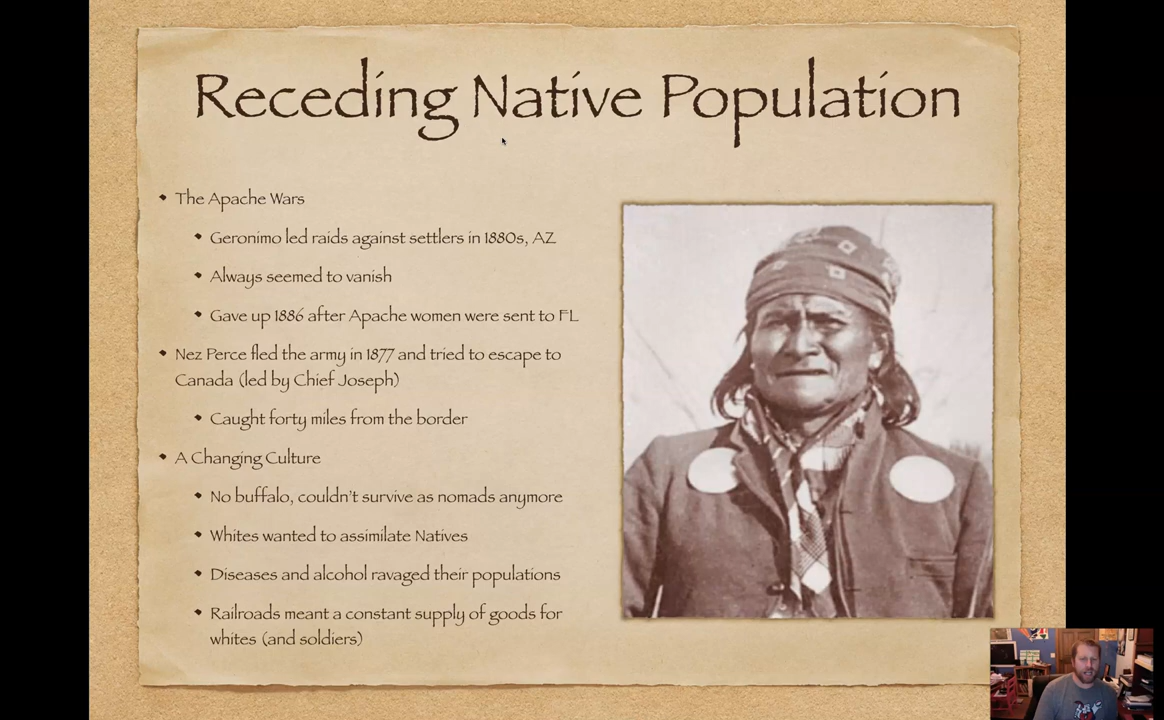 Receding Native Population
• The Apache Wars
• Geronimo led raids against settlers in 1880s, AZ
• Always seemed to vanish
• Gave up 1886 after Apache women were sent to FL
• Nez Perce fled the army in 1877 and tried to escape to
Canada (led by Chief Joseph)
• Caught forty miles from the border
• A Changing Culture
• No buffalo, couldn't survive as nomads anymore
• Whites wanted to assimilate Natives
• Diseases and alcohol ravaged their populations
• Railroads meant a constant supply of goods for
whites (and soldiers)